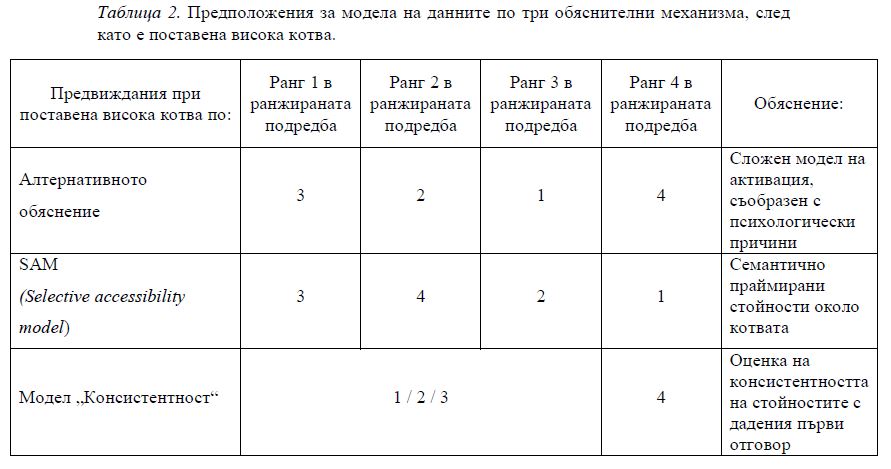 Таблица 2. Предположения за модела на данните по три обяснителни механизма, след
като е поставена висока котва.
Предвиждания при
поставена висока котва по:
Ранг 1 в
ранжираната
подредба
Ранг 2 в
ранжираната
подредба
Ранг 3 в
ранжираната
подредба
Ранг 4 в
ранжираната
подредба
Обяснение:
Алтернативното
обяснение
3
2
1
4
Сложен модел на
активация,
съобразен с
психологически
причини
SAM
(Selective accessibility
model)
3
4
2
1
Семантично
праймирани
стойности около
котвата
Модел „Консистентност“
1 / 2 / 3
4
Оценка на
консистентността
на стойностите с
дадения първи
отговор